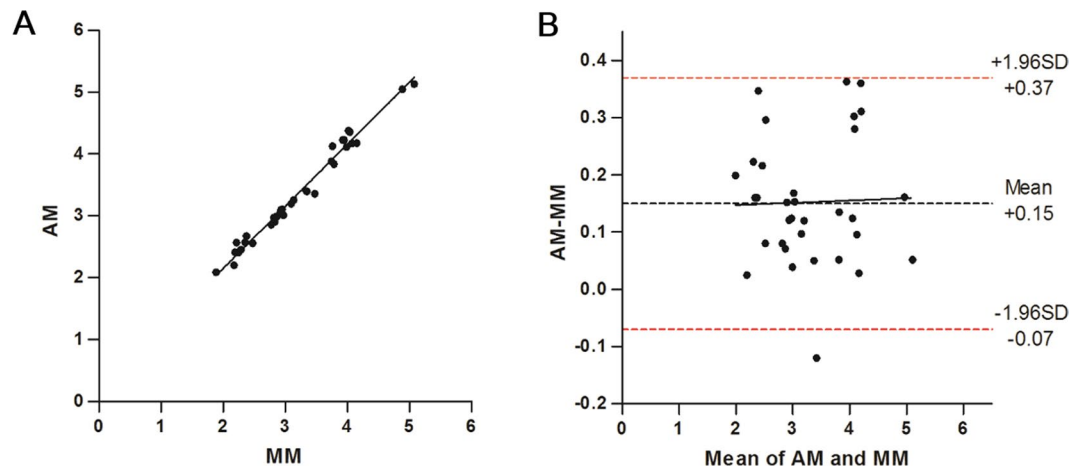 A
AM
6
5
4
3
2
1
0
0 1 2 3 4 5 6
MM
B
AM-MM
0.4
0.3
0.2
0.1
0.0
-0.1
-0.2
0 1 2 3 4 5 6
Mean of AM and MM
+1.96SD
+0.37
Mean
+0.15
-1.96SD
-0.07